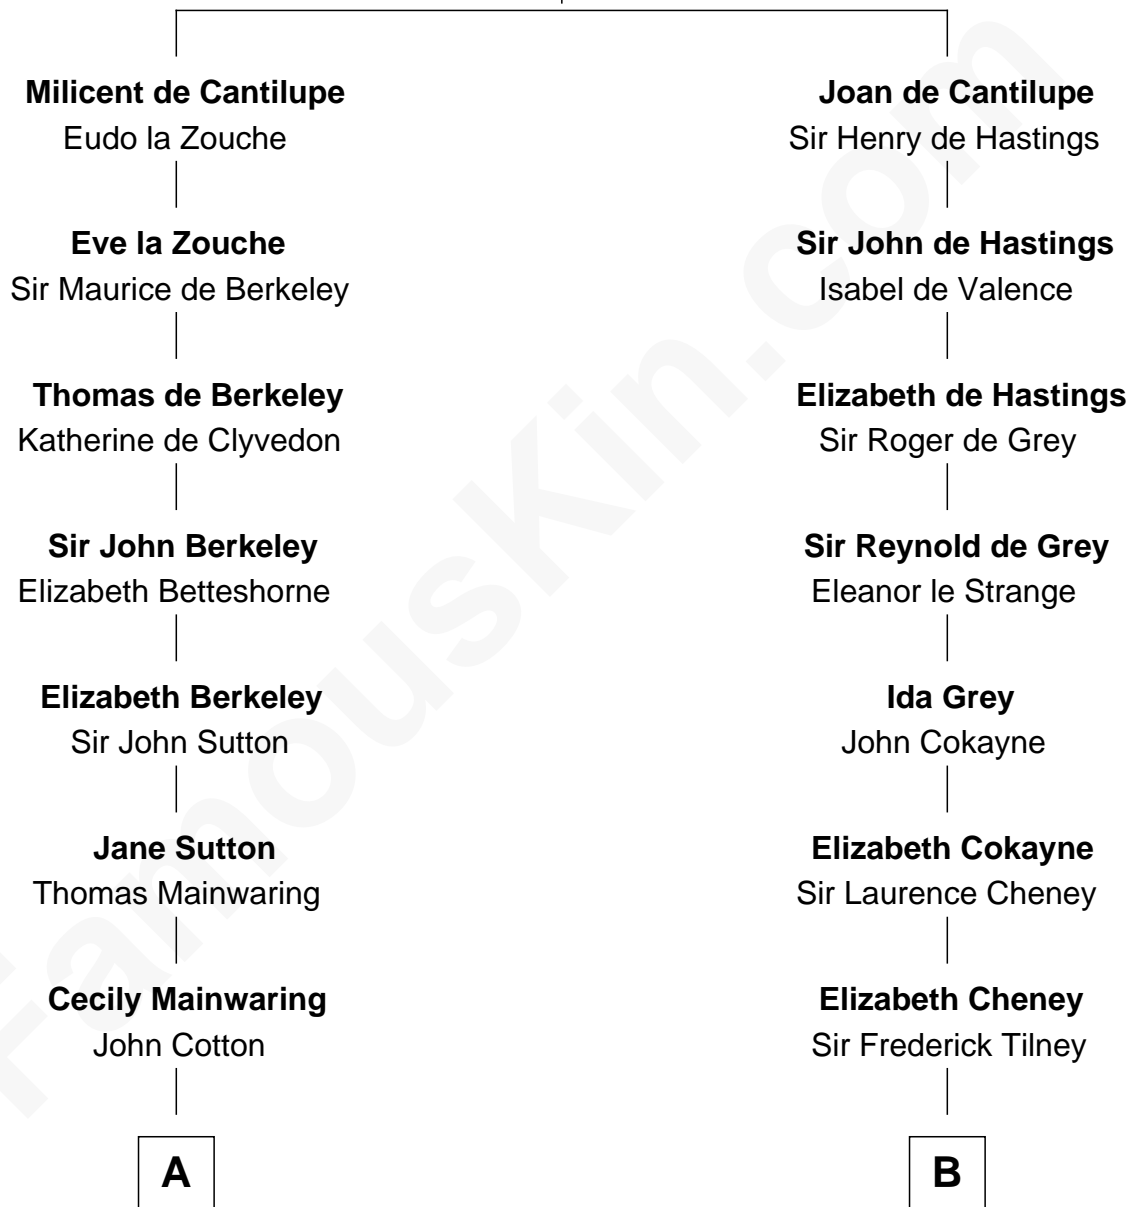 Milicent de Cantilupe
Eudo la Zouche
Eve la Zouche
Sir Maurice de Berkeley
Thomas de Berkeley
Katherine de Clyvedon
Sir John Berkeley
Elizabeth Betteshorne
Elizabeth Berkeley
Sir John Sutton
Jane Sutton
Thomas Mainwaring
Cecily Mainwaring
John Cotton
A
Joan de Cantilupe
Sir Henry de Hastings
Sir John de Hastings
Isabel de Valence
Elizabeth de Hastings
Sir Roger de Grey
Sir Reynold de Grey
Eleanor le Strange
Ida Grey
John Cokayne
Elizabeth Cokayne
Sir Laurence Cheney
Elizabeth Cheney
Sir Frederick Tilney
B
FamousKin.com